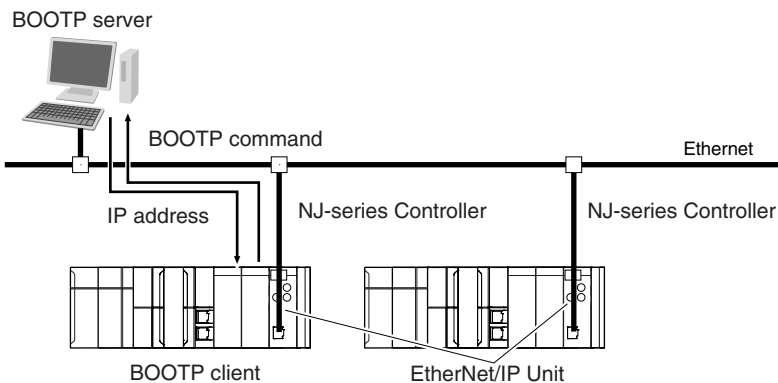 BOOTP server
BOOTP command
Ethernet
IP address
NJ-series Controller
NJ-series Controller
BOOTP client
EtherNet/IP Unit